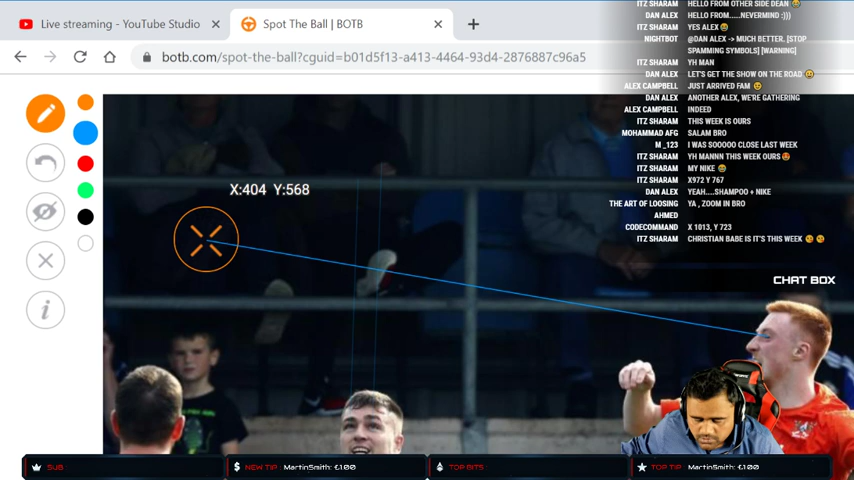 Live streaming - YouTube Studio
Spot The Ball | BOTB
botb.com/spot-the-ball?cguid=b01d5f13-a413-4464-93d4-2876887c96a5
X:404 Y:568
ITZ SHARAM HELLO FROM OTHER SIDE DEAN
DAN ALEX HELLO FROM.....NEVERMIND :)))
ITZ SHARAM YES ALEX
NIGHTBOT @DAN ALEX -> MUCH BETTER. [STOP
SPAMMING SYMBOLS] [WARNING]
ITZ SHARAM YH MAN
DAN ALEX LET'S GET THE SHOW ON THE ROAD
ALEX CAMPBELL JUST ARRIVED FAM
DAN ALEX ANOTHER ALEX, WE'RE GATHERING
ALEX CAMPBELL INDEED
ITZ SHARAM THIS WEEK IS OURS
MOHAMMAD AFG SALAM BRO
M_123 I WAS SOOOOO CLOSE LAST WEEK
ITZ SHARAM YH MANNN THIS WEEK OURS
ITZ SHARAM MY NIKE
ITZ SHARAM X972 Y 767
DAN ALEX YEAH....SHAMPOO + NIKE
THE ART OF LOOSING YA , ZOOM IN BRO
AHMED
CODECOMMAND X 1013, Y 723
ITZ SHARAM CHRISTIAN BABE IS IT'S THIS WEEK
CHAT BOX
SUB
NEW TIP : MartinSmith: £1.00
TOP BITS :
TOP TIP : MartinSmith: £1.00